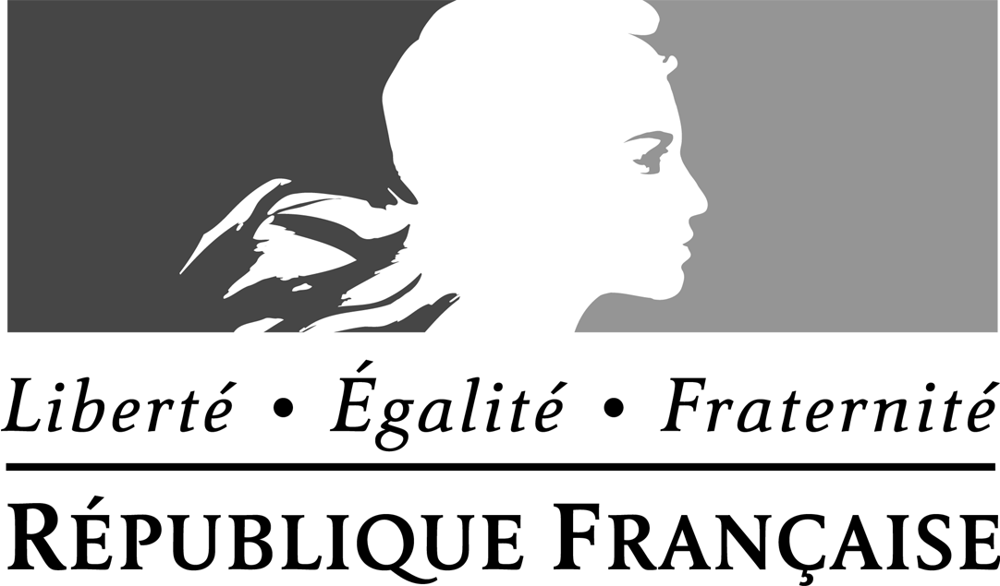 Liberté • Égalité • Fraternité
RÉPUBLIQUE FRANÇAISE